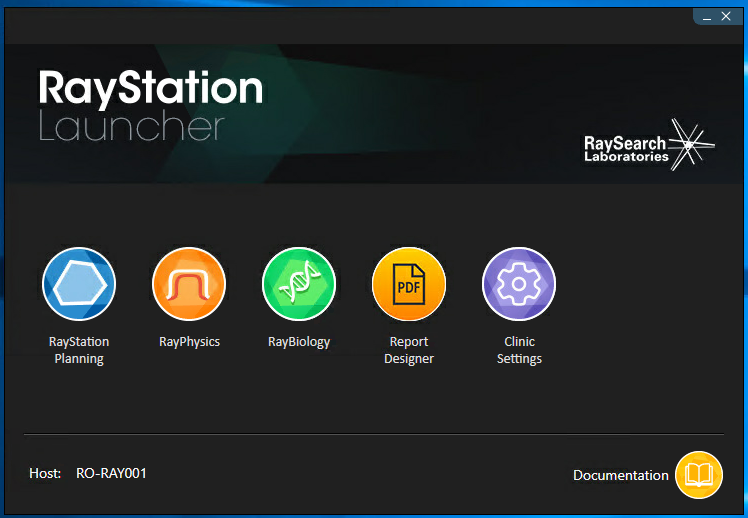 RayStation
Launcher
RaySearch
Laboratories
PDF
RayStation
Planning
RayPhysics
RayBiology
Report
Designer
Clinic
Settings
Host: RO-RAY001
Documentation